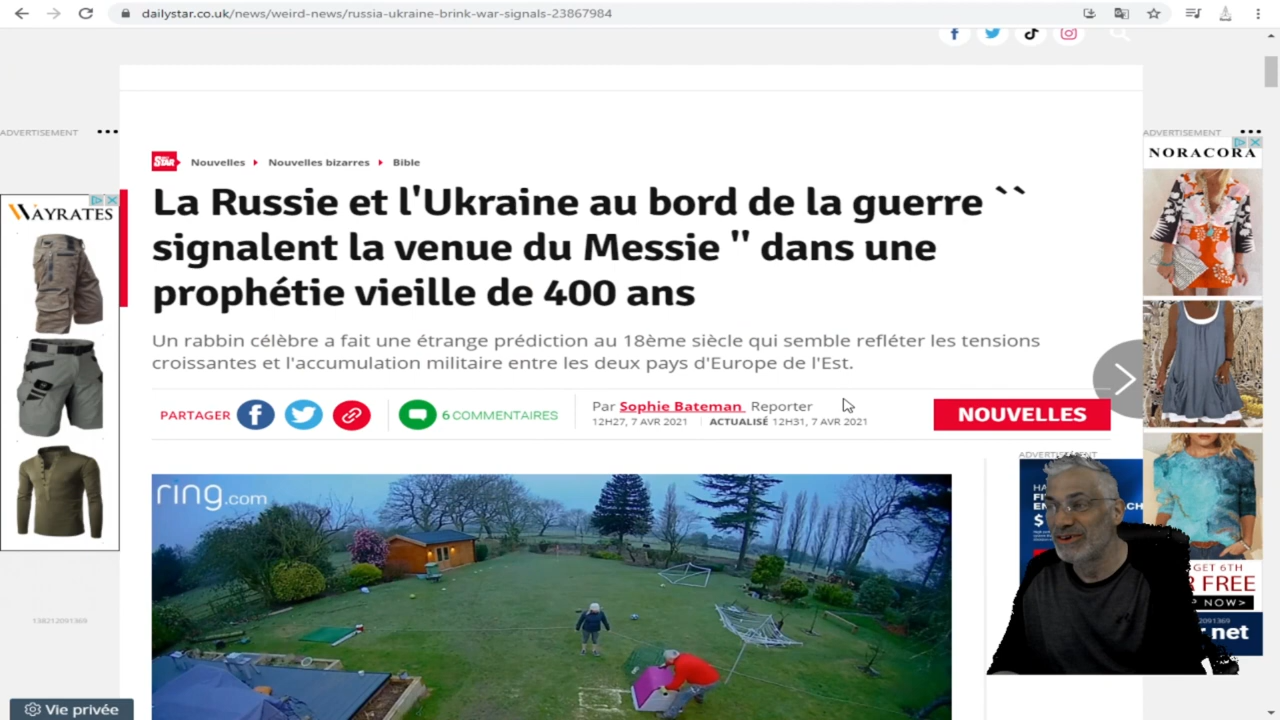 dailystar.co.uk/news/weird-news/russia-ukraine-brink-war-signals-23867984
ADVERTISEMENT
ADVERTISEMENT
NORACORA
WAYRATES
STAR
Nouvelles
Nouvelles bizarres
Bible
La Russie et l'Ukraine au bord de la guerre ``
signalent la venue du Messie '' dans une
prophétie vieille de 400 ans
Un rabbin célèbre a fait une étrange prédiction au 18ème siècle qui semble refléter les tensions
croissantes et l'accumulation militaire entre les deux pays d'Europe de l'Est.
PARTAGER
6 COMMENTAIRES
Par Sophie Bateman Reporter
12H27, 7 AVR 2021
ACTUALISÉ 12H31, 7 AVR 2021
NOUVELLES
ring.com
138212091369
Vie privée
FREE
NOW>
2091369
net